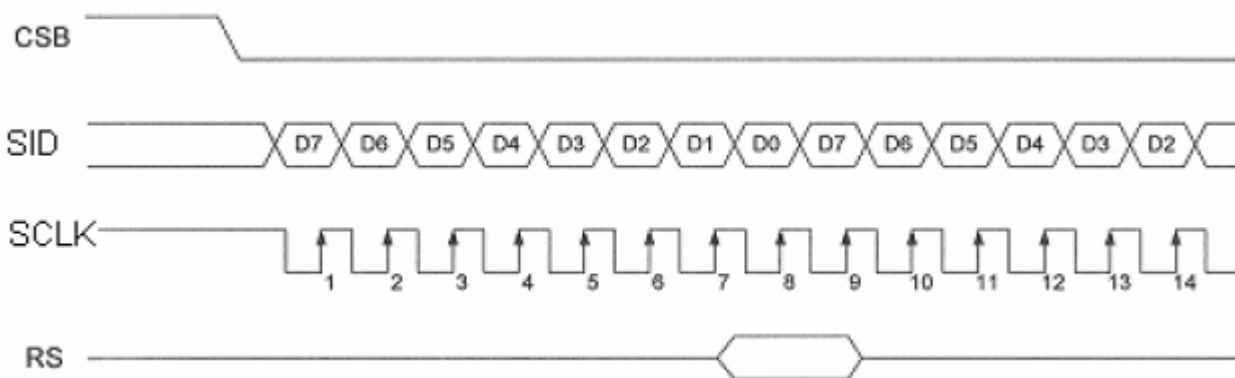 CSB
SID D7 D6 D5 D4 D3 D2 D1 D0 D7 D6 D5 D4 D3 D2
SCLK
1 2 3 4 5 6 7 8 9 10 11 12 13 14
RS